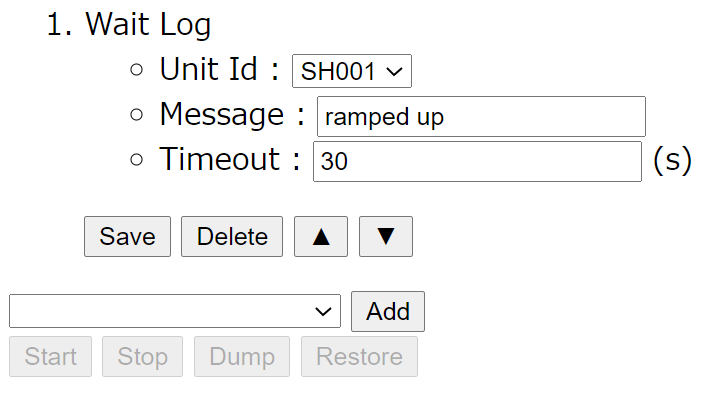 1. Wait Log
Unit Id : SH001
Message : ramped up
Timeout : 30 (s)
Save Delete ▲ ▼
Add
Start Stop Dump Restore